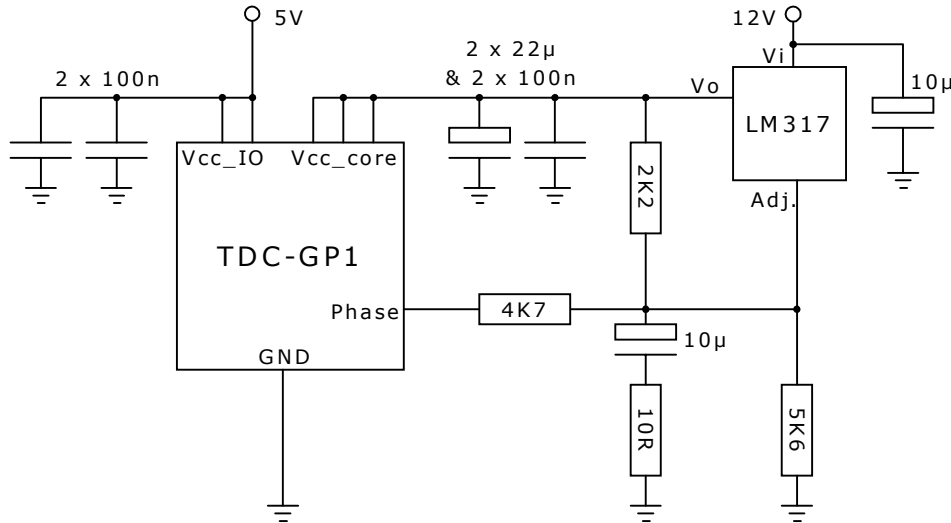 5V
12V
2 x 22µ
& 2 x 100n
2 x 100n
Vi
Vo
10µ
LM317
Vcc_IO
Vcc_core
2K2
Adj.
TDC-GP1
Phase
4K7
10µ
GND
10R
5K6